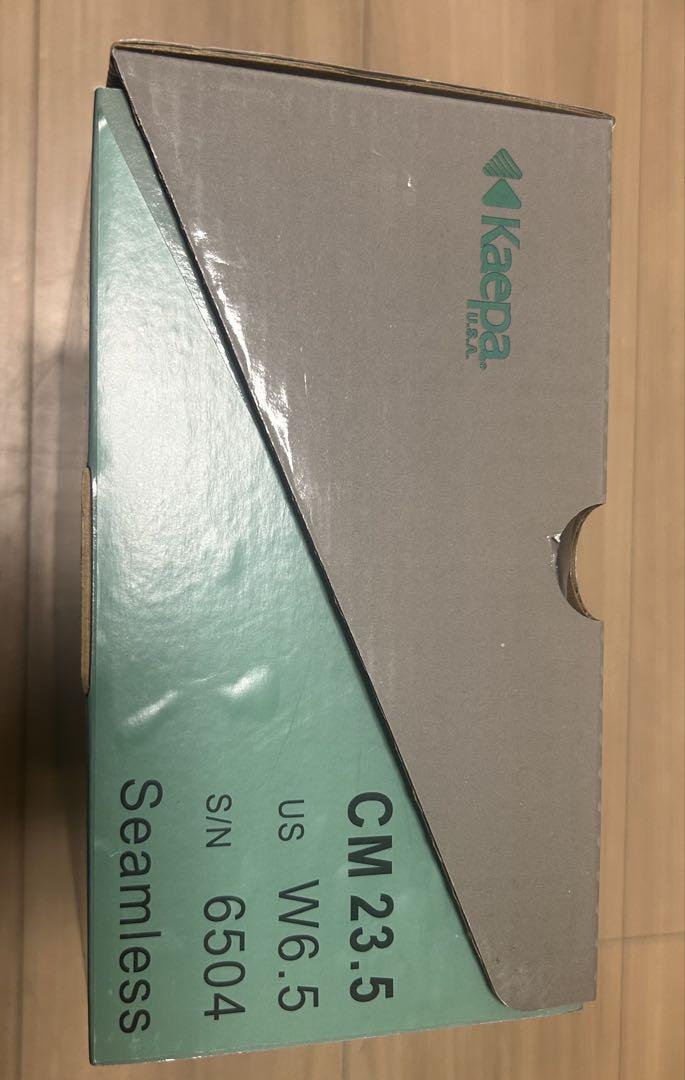 Kaepa®
U.S.A.
CM 23.5
US W6.5
S/N 6504
Seamless